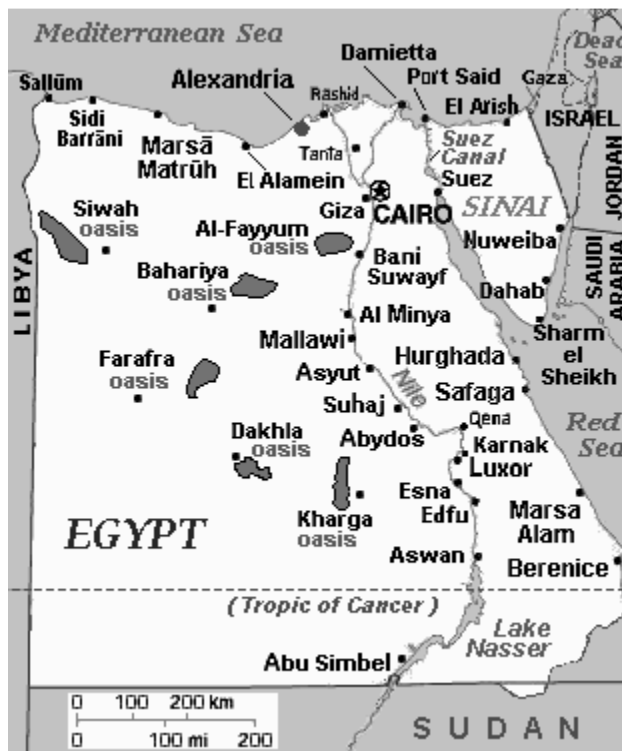 Mediterranean Sea
Damietta
Dead
Sea
Sallūm
Alexandria
Rashid
Port Said
Gaza
El Arish
ISRAEL
Sidi
Barrāni
Marsā
Matrūh
Tanta
Suez
Canal
El Alamein
Suez
JORDAN
Siwah
oasis
Giza
CAIRO
SINAI
Al-Fayyum
oasis
Nuweiba
Bani
Suwayf
SAUDI
ARABIA
Bahariya
oasis
Dahab
LIBYA
Al Minya
Mallawi
Sharm
el
Sheikh
Farafra
oasis
Hurghada
Asyut
Nile
Safaga
Suhaj
Qena
Red
Sea
Dakhla
oasis
Abydos
Karnak
Luxor
Esna
Edfu
Kharga
oasis
Marsa
Alam
EGYPT
Aswan
Berenice
(Tropic of Cancer)
Lake
Nasser
Abu Simbel
0 100 200 km
0 100 mi 200
SUDAN